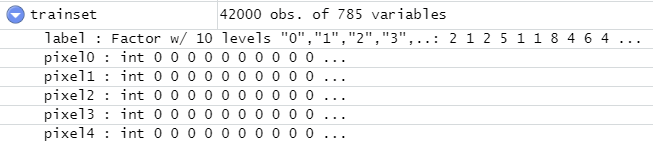 trainset 42000 obs. of 785 variables
label : Factor w/ 10 levels "0","1","2","3",..: 2 1 2 5 1 1 8 4 6 4 ...
pixel0 : int 0 0 0 0 0 0 0 0 0 0 ...
pixel1 : int 0 0 0 0 0 0 0 0 0 0 ...
pixel2 : int 0 0 0 0 0 0 0 0 0 0 ...
pixel3 : int 0 0 0 0 0 0 0 0 0 0 ...
pixel4 : int 0 0 0 0 0 0 0 0 0 0 ...